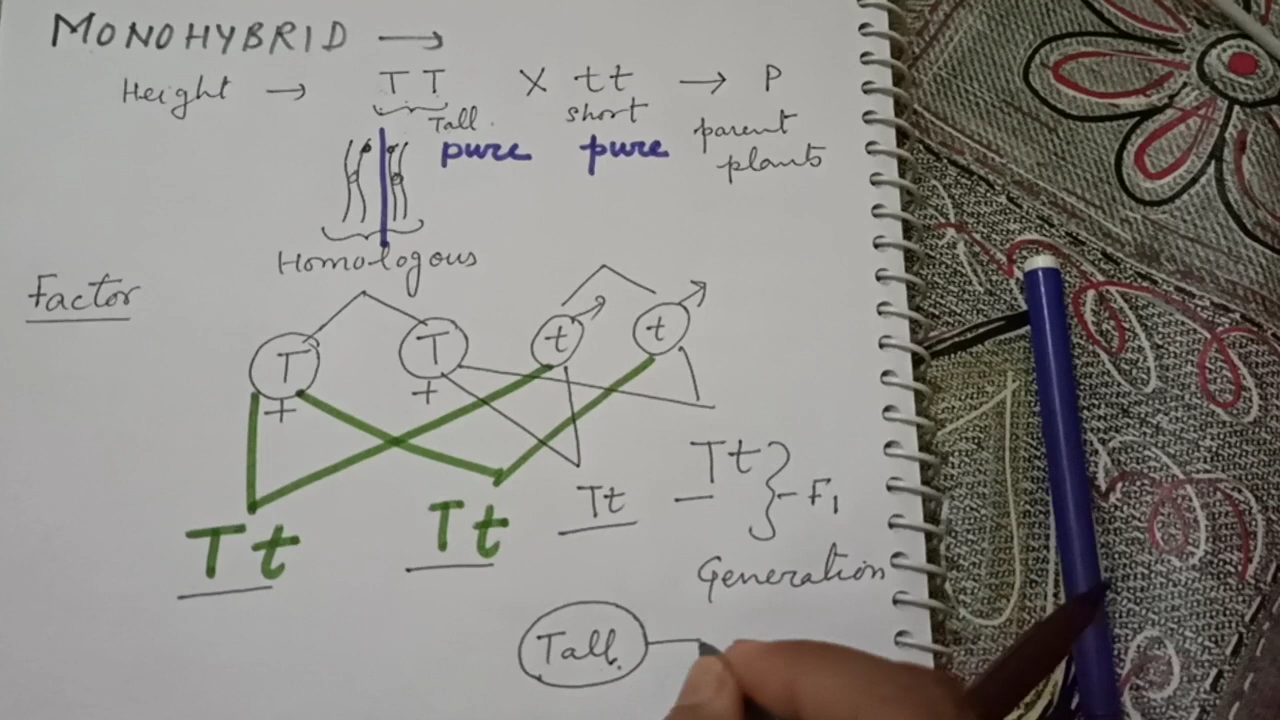 MONOHYBRID →
Height → TT X tt → P
Tall short parent plants
pure pure
Homologous
Factor
T T t t
+ +
Tt Tt Tt Tt } F1
Generation
Tall